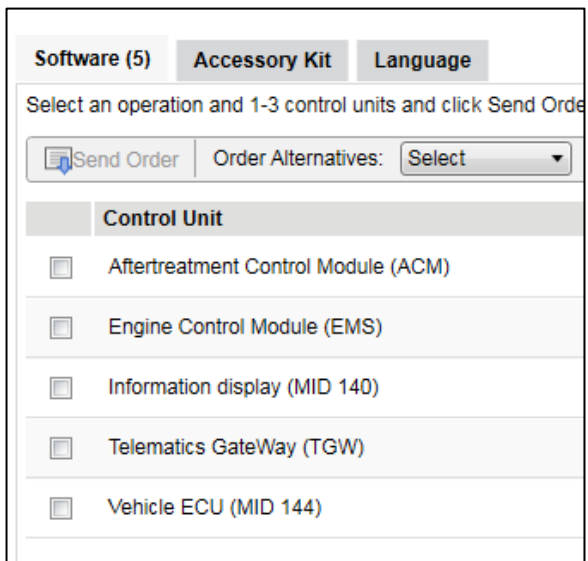 Software (5) Accessory Kit Language
Select an operation and 1-3 control units and click Send Orde
Send Order Order Alternatives: Select
Control Unit
Aftertreatment Control Module (ACM)
Engine Control Module (EMS)
Information display (MID 140)
Telematics GateWay (TGW)
Vehicle ECU (MID 144)